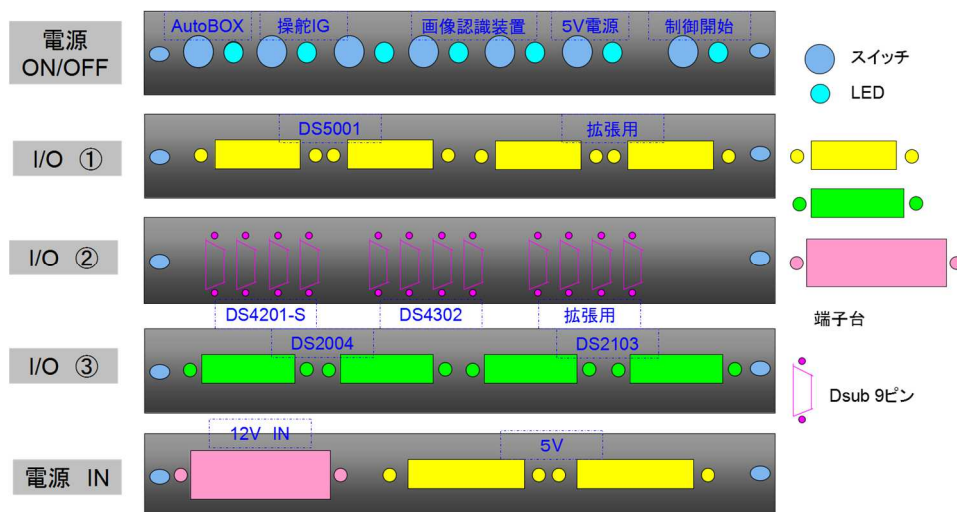 電源
ON/OFF
AutoBOX
操舵IG
画像認識装置
5V電源
制御開始
スイッチ
LED
I/O ①
DS5001
拡張用
I/O ②
DS4201-S
DS4302
拡張用
端子台
I/O ③
DS2004
DS2103
Dsub 9ピン
電源 IN
12V IN
5V